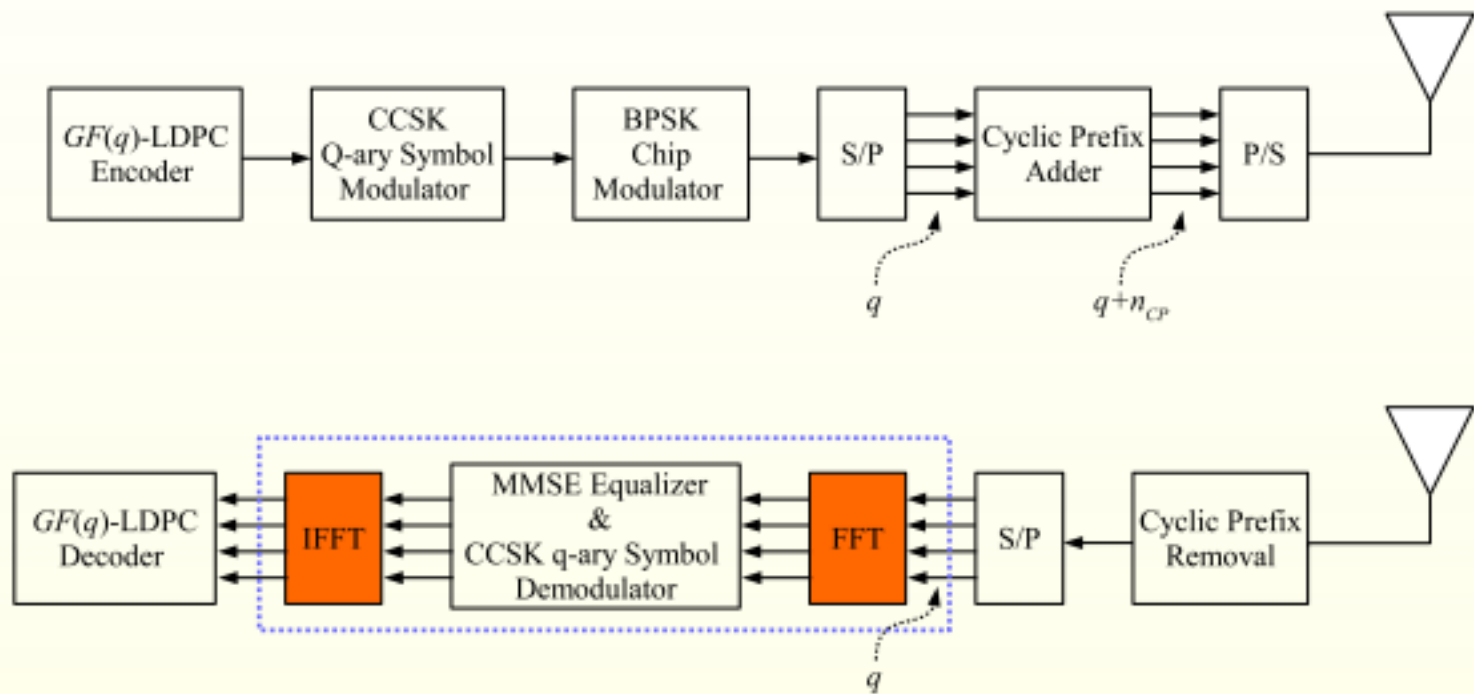 GF(q)-LDPC
Encoder
CCSK
Q-ary Symbol
Modulator
BPSK
Chip
Modulator
S/P
Cyclic Prefix
Adder
P/S
q
q+n_CP
GF(q)-LDPC
Decoder
IFFT
MMSE Equalizer
&
CCSK q-ary Symbol
Demodulator
FFT
S/P
Cyclic Prefix
Removal
q